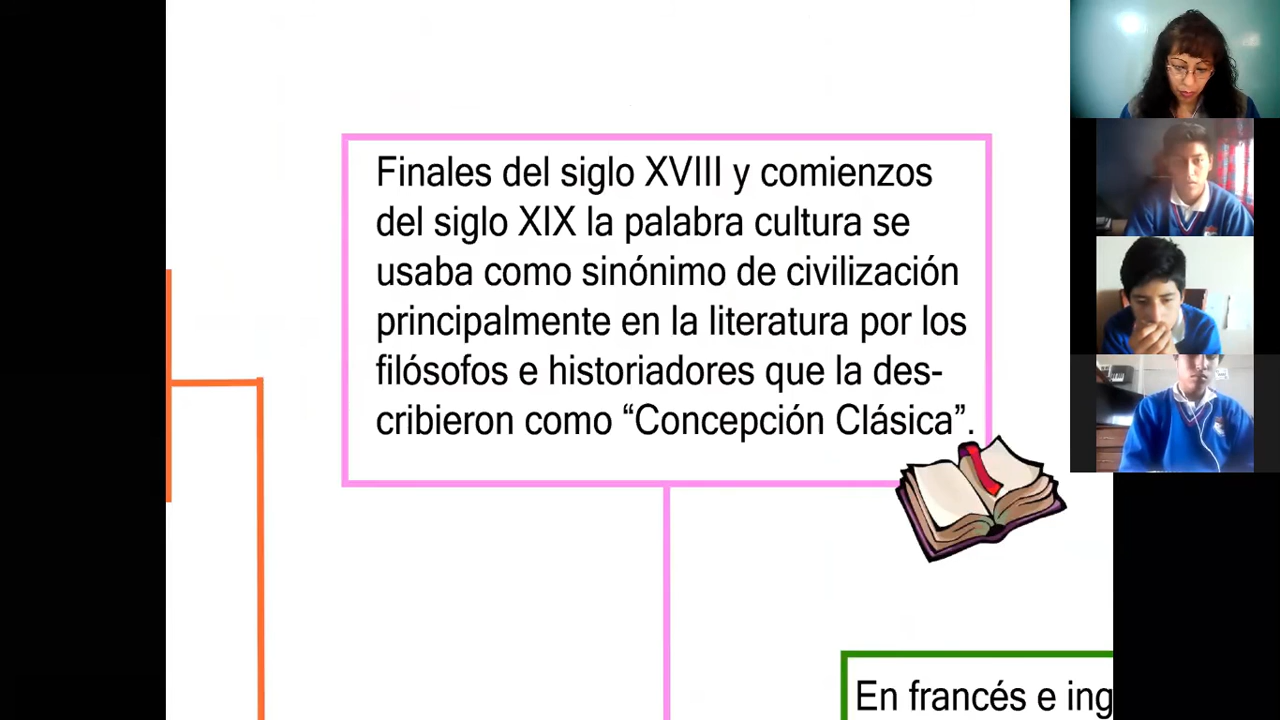 Finales del siglo XVIII y comienzos
del siglo XIX la palabra cultura se
usaba como sinónimo de civilización
principalmente en la literatura por los
filósofos e historiadores que la des-
cribieron como “Concepción Clásica”.
En francés e ing